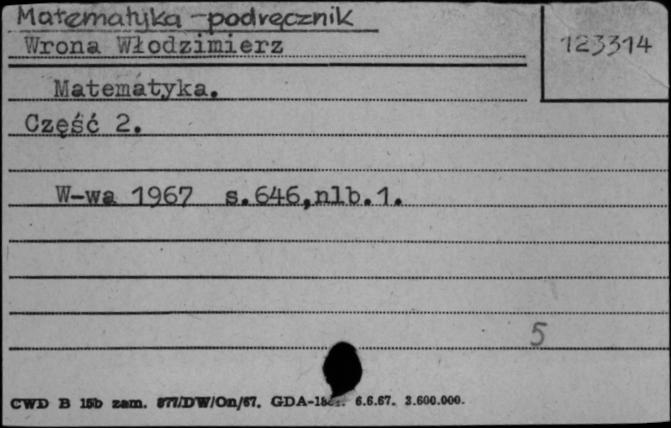 Matematyka - podręcznik
Wrona Włodzimierz
123314
Matematyka.
Część 2.
W-wa 1967 s.646,nlb.1.
5
CWD B 15b zam. 877/DW/On/67. GDA- 6.6.67. 3.600.000.